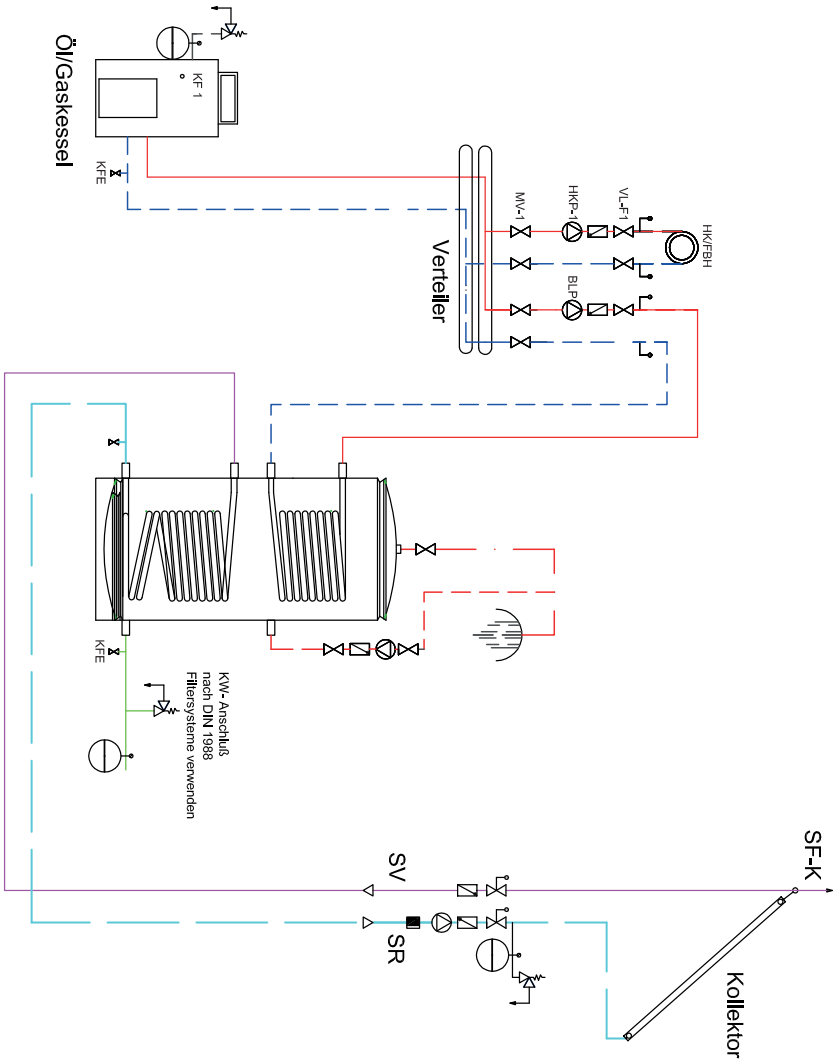 Öl/Gaskessel
KF 1
KFE
Verteiler
MV-1
HKP-1
VL-F1
HK/FBH
BLP
KFE
KW- Anschluß
nach DIN 1988
Filtersysteme verwenden
SV
SR
SF-K
Kollektor